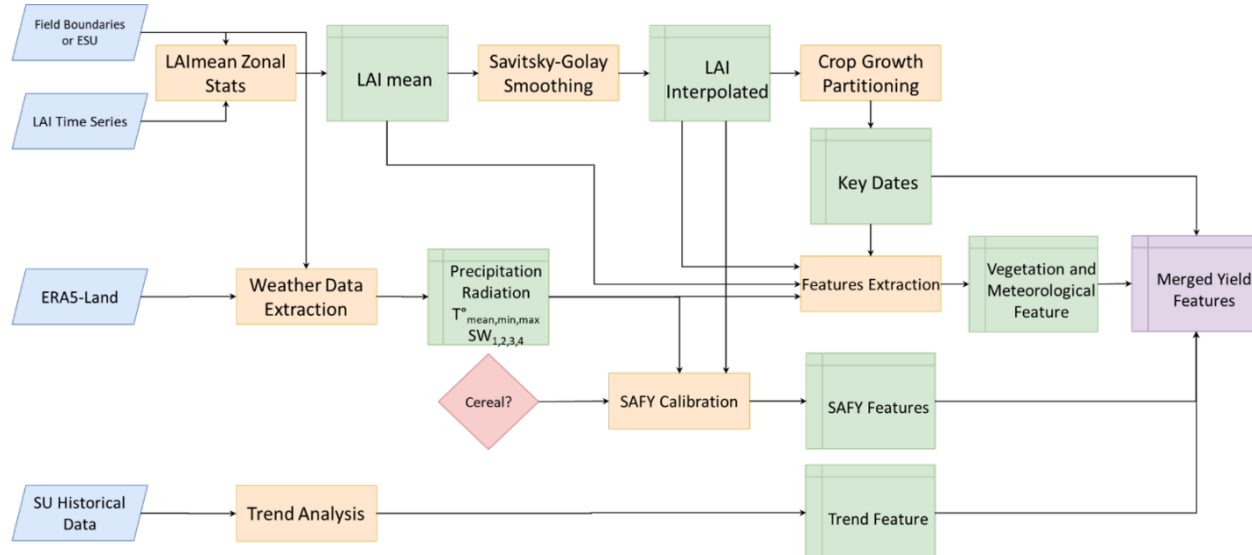 Field Boundaries
or ESU
LAImean Zonal
Stats
LAI Time Series
LAI mean
Savitsky-Golay
Smoothing
LAI
Interpolated
Crop Growth
Partitioning
Key Dates
ERA5-Land
Weather Data
Extraction
Precipitation
Radiation
T°mean,min,max
SW1,2,3,4
Features Extraction
Vegetation and
Meteorological
Feature
Merged Yield
Features
Cereal?
SAFY Calibration
SAFY Features
SU Historical
Data
Trend Analysis
Trend Feature